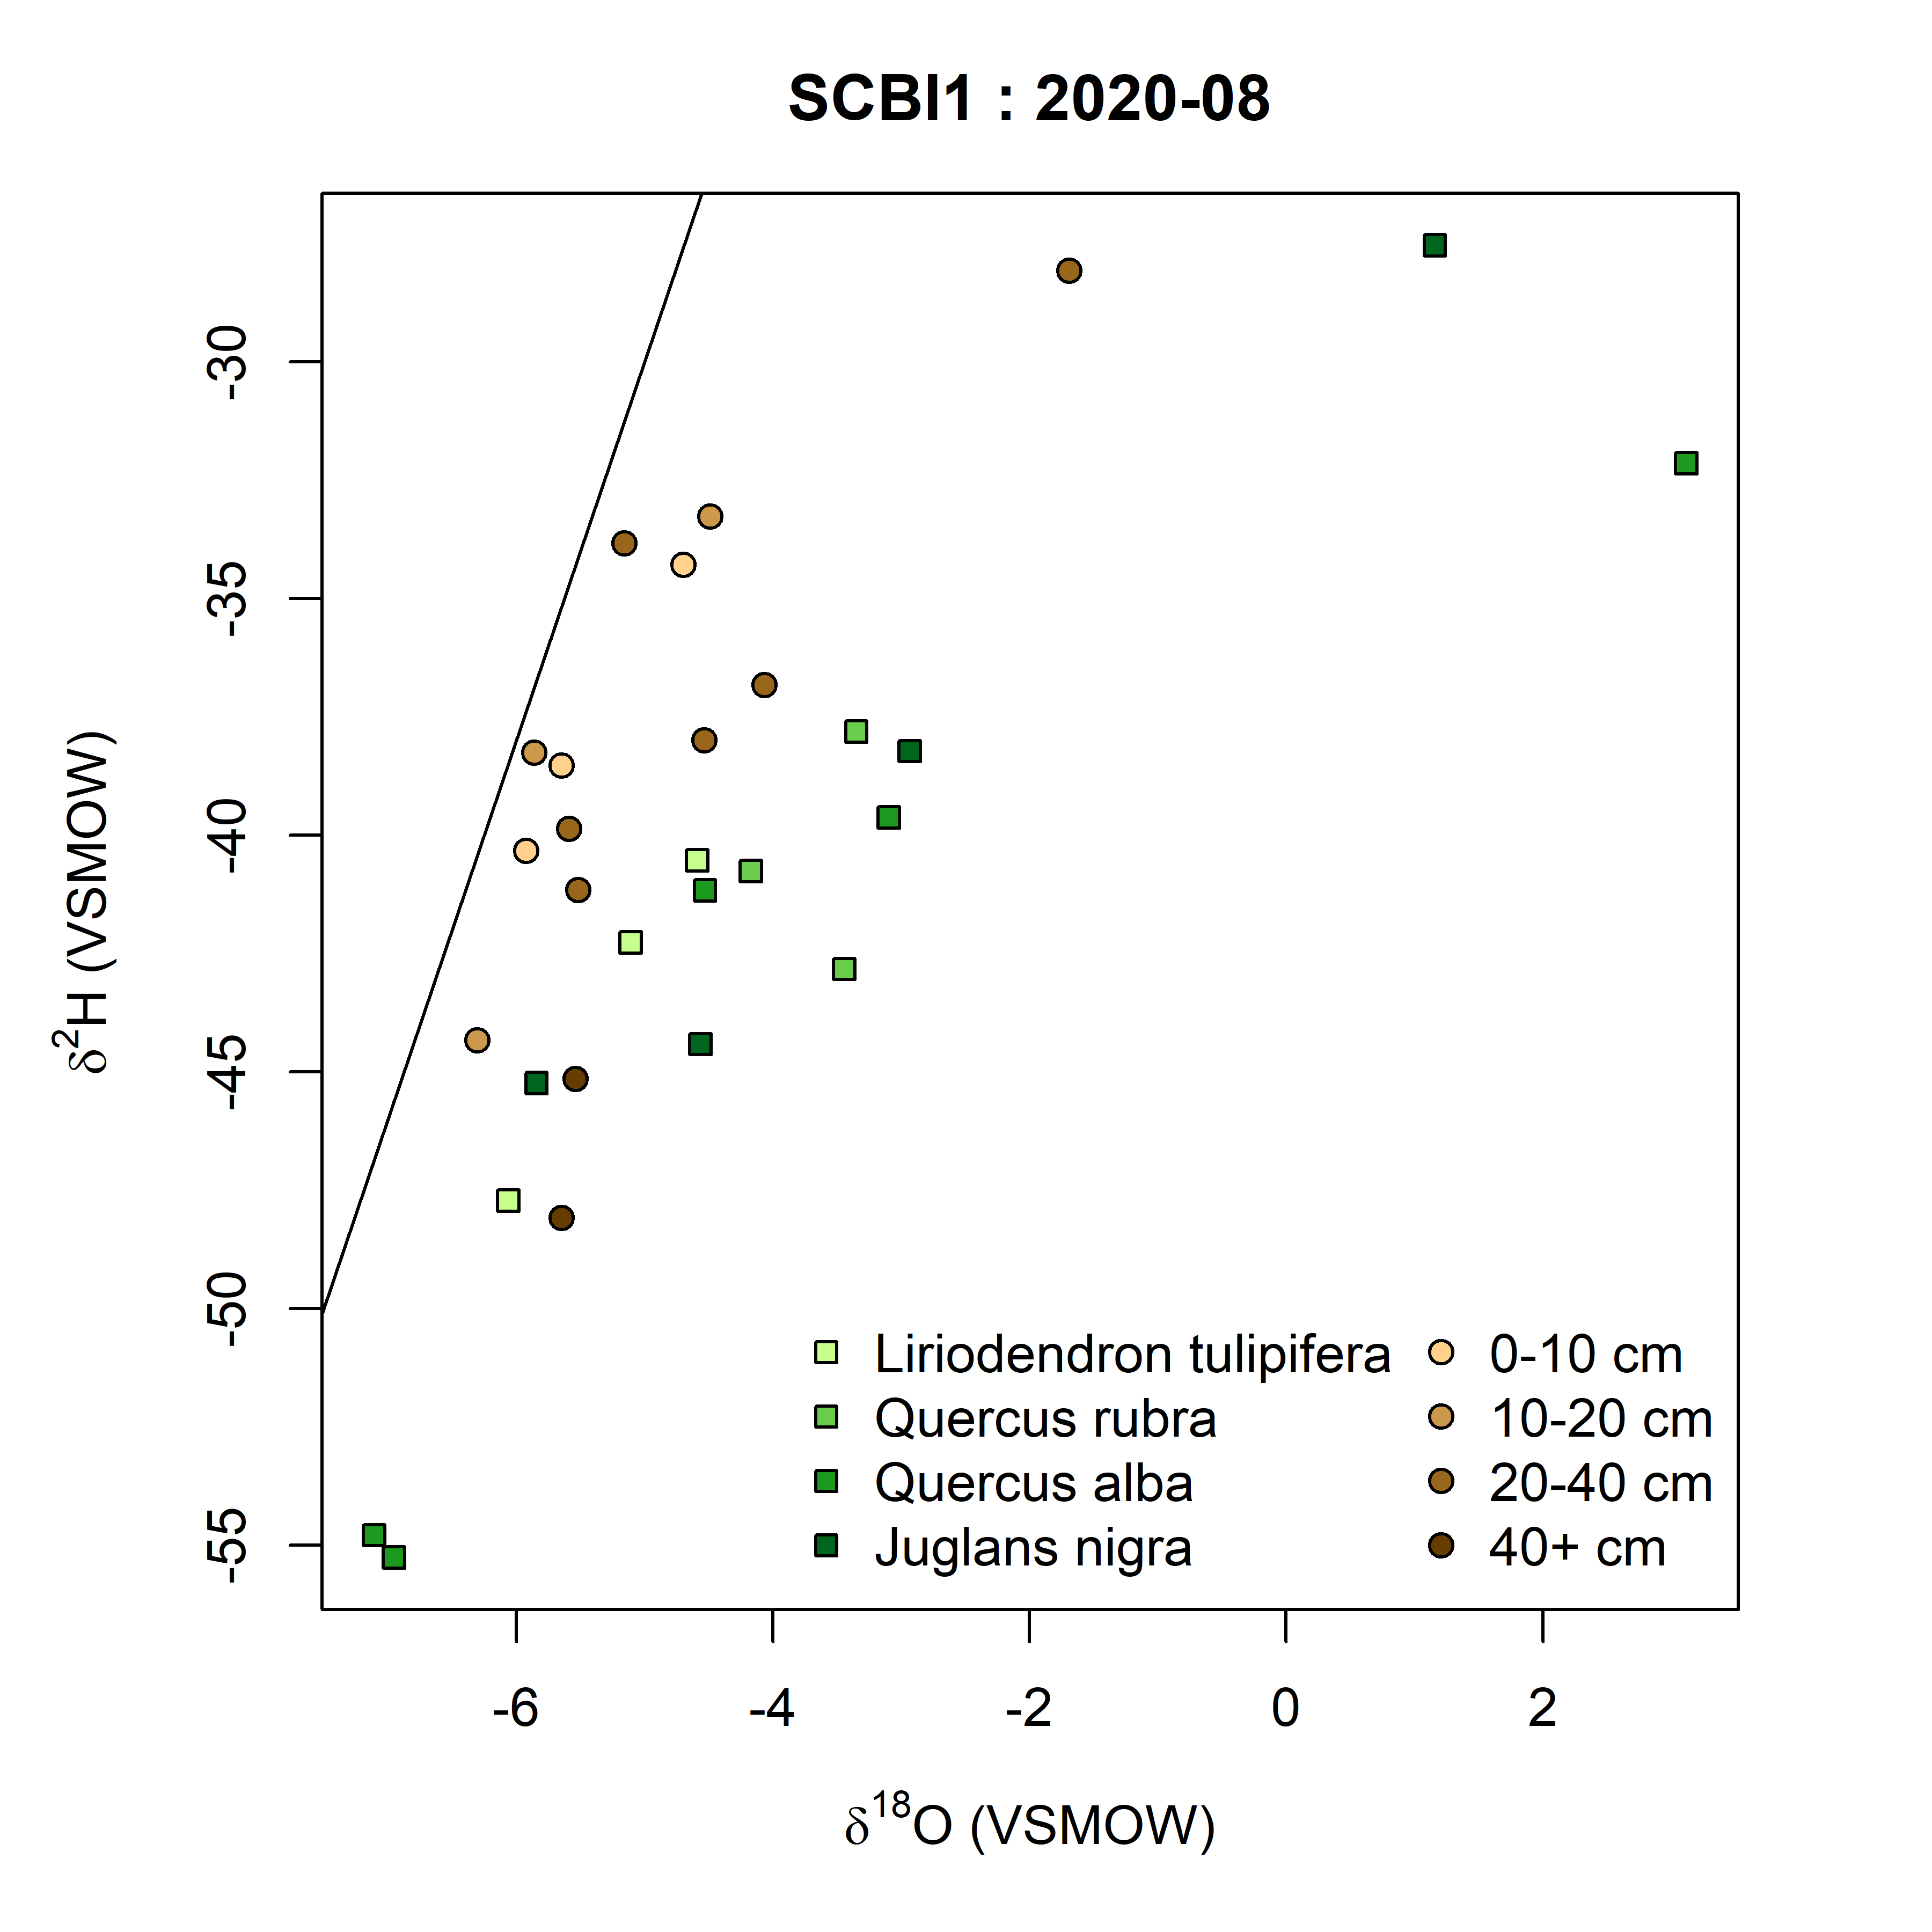 SCBI1 : 2020-08
-30
-35
-40
-45
-50
-55
δ²H (VSMOW)
Liriodendron tulipifera
Quercus rubra
Quercus alba
Juglans nigra
0-10 cm
10-20 cm
20-40 cm
40+ cm
-6 -4 -2 0 2
δ¹⁸O (VSMOW)